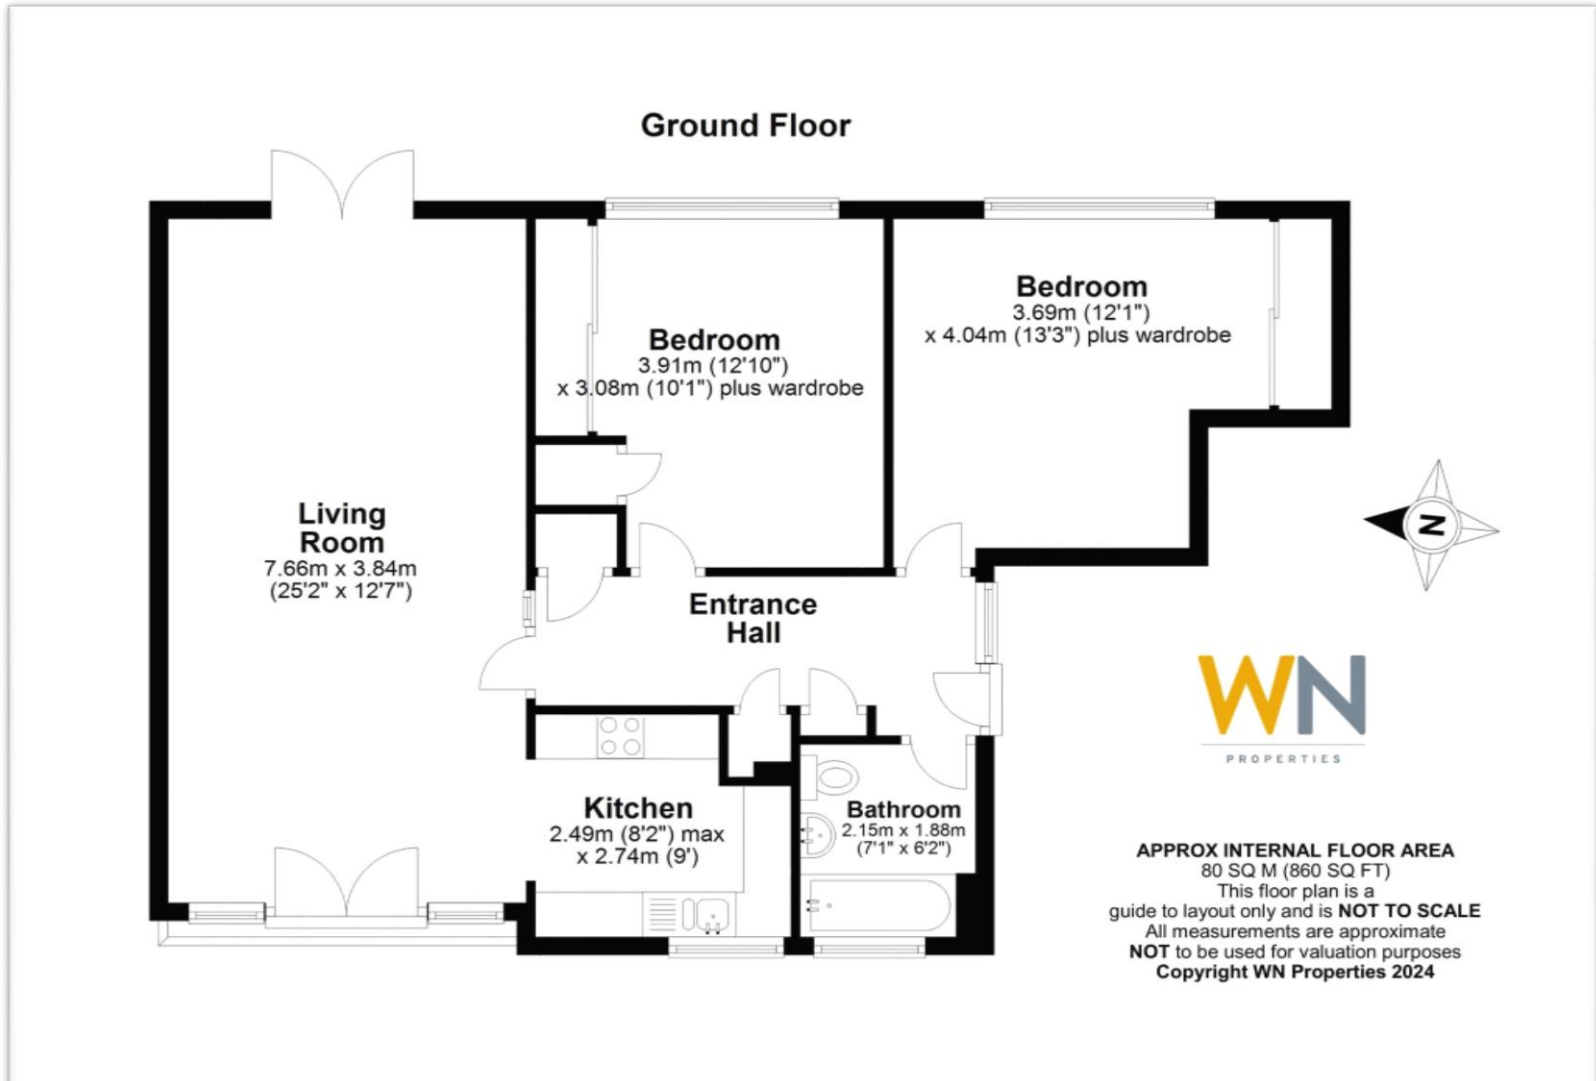 Ground Floor
Bedroom
3.69m (12'1")
x 4.04m (13'3") plus wardrobe
Bedroom
3.91m (12'10")
x 3.08m (10'1") plus wardrobe
Living
Room
7.66m x 3.84m
(25'2" x 12'7")
N
Entrance
Hall
WN
PROPERTIES
Kitchen
2.49m (8'2") max
x 2.74m (9')
Bathroom
2.15m x 1.88m
(7'1" x 6'2")
APPROX INTERNAL FLOOR AREA
80 SQ M (860 SQ FT)
This floor plan is a
guide to layout only and is NOT TO SCALE
All measurements are approximate
NOT to be used for valuation purposes
Copyright WN Properties 2024